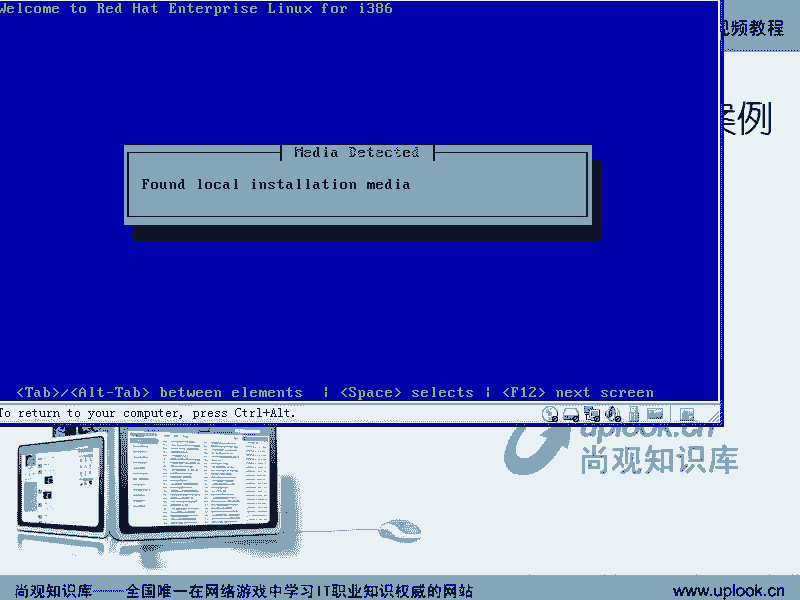 Welcome to Red Hat Enterprise Linux for i386
视频教程
案例
Media Detected
Found local installation media
<Tab>/<Alt-Tab> between elements | <Space> selects | <F12> next screen
To return to your computer, press Ctrl+Alt.
uplook.cn
尚观知识库
尚观知识库——全国唯一在网络游戏中学习IT职业知识权威的网站
www.uplook.cn